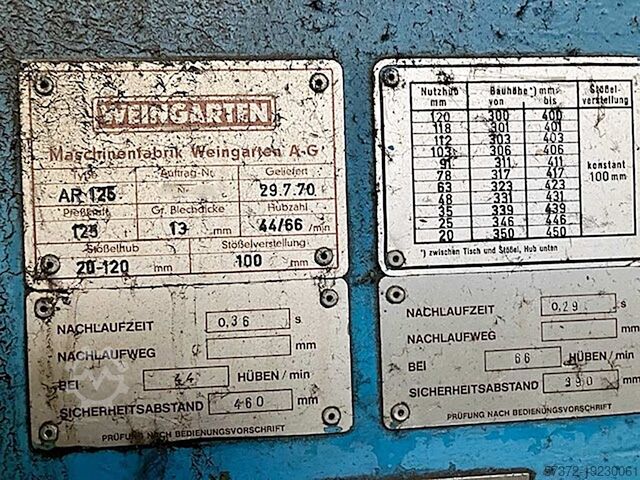 WEINGARTEN
Maschinenfabrik Weingarten A-G
Type Auftrag-Nr. Geliefert
AR 125 Nr. 29.7.70
Preßkraft Gr. Blechdicke Hubzahl
125 13 mm 44/66 /min
Stößelhub Stößelverstellung
20-120 mm 100 mm
NACHLAUFZEIT 0,36 s
NACHLAUFWEG mm
BEI 44 HÜBEN/min
SICHERHEITSABSTAND 460 mm
PRÜFUNG NACH BEDIENUNGSVORSCHRIFT
Nutzhub Bauhöhe*) mm Stößel-
mm von bis verstellung
120 300 400
118 301 401
112 303 403
103 306 406
91 311 411
78 317 417 konstant
63 323 423 100 mm
48 331 431
35 339 439
25 446 446
20 350 450
*) zwischen Tisch und Stößel, Hub unten
NACHLAUFZEIT 0,29 s
NACHLAUFWEG mm
BEI 66 HÜBEN/min
SICHERHEITSABSTAND 390 mm
PRÜFUNG NACH BEDIENUNGSVORSCHRIFT